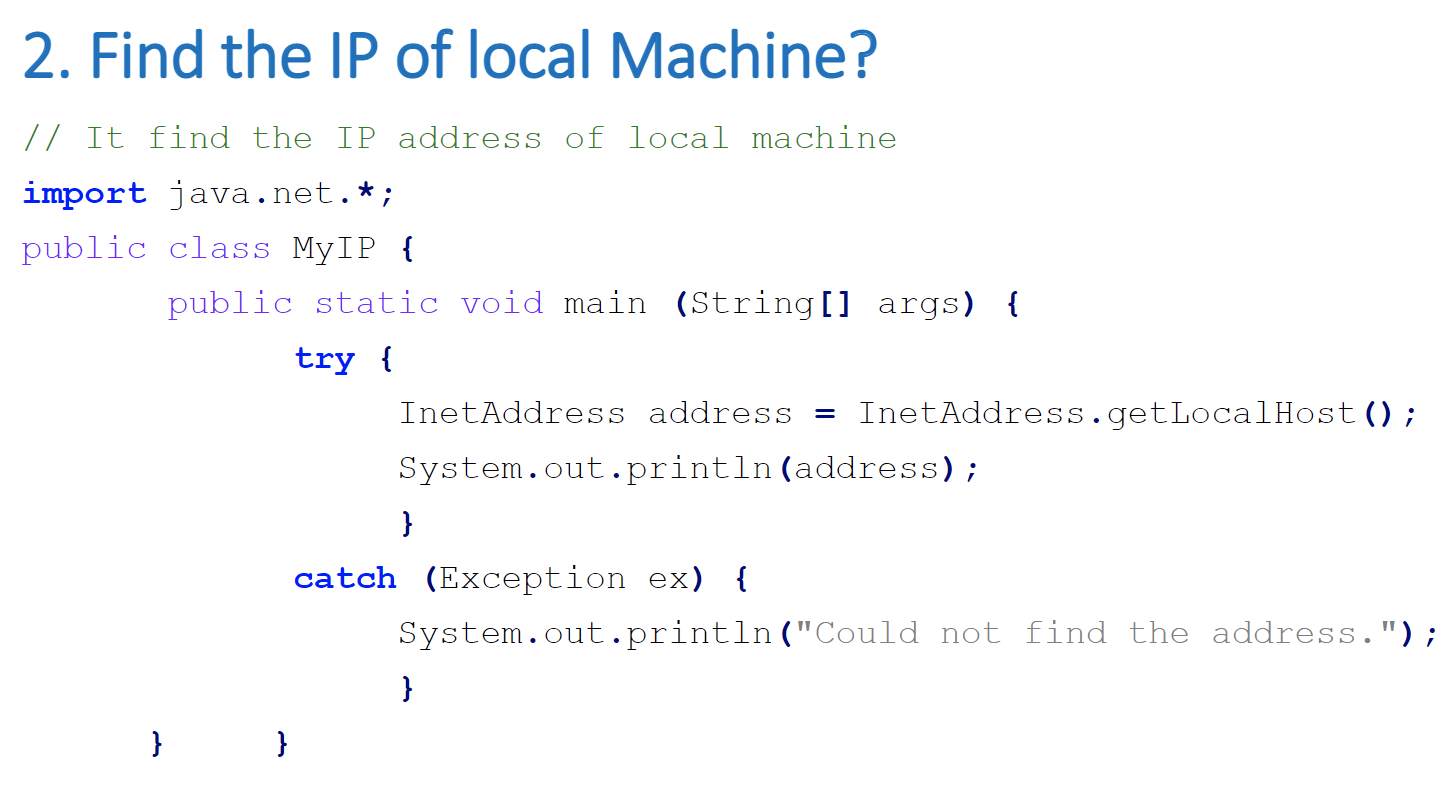 2. Find the IP of local Machine?
// It find the IP address of local machine
import java.net.*;
public class MyIP {
public static void main (String[] args) {
try {
InetAddress address = InetAddress.getLocalHost();
System.out.println(address);
}
catch (Exception ex) {
System.out.println("Could not find the address.");
}
} }